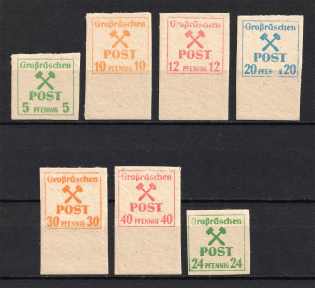 Großräschen
POST
5 PFENNIG 5
Großräschen
POST
10 PFENNIG 10
Großräschen
POST
12 PFENNIG 12
Großräschen
POST
20 PFEN G 20
Großräschen
POST
30 PFENNIG 30
Großräschen
POST
40 PFENNIG 40
Großräschen
POST
24 PFENNIG 24